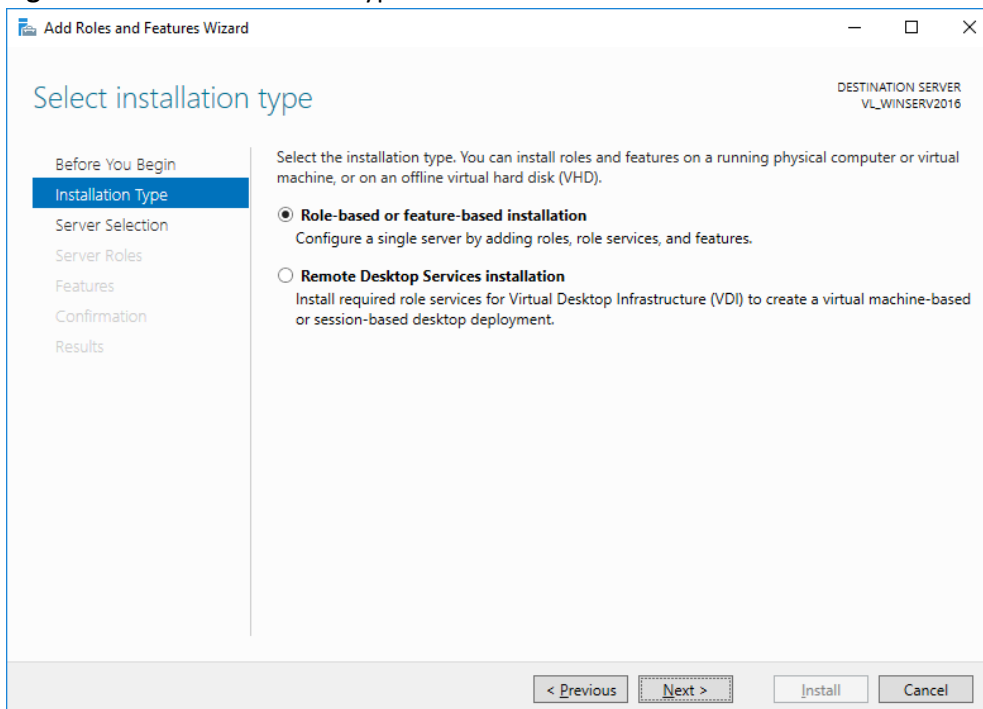 Add Roles and Features Wizard
Select installation type
DESTINATION SERVER
VL_WINSERV2016
Before You Begin
Installation Type
Server Selection
Server Roles
Features
Confirmation
Results
Select the installation type. You can install roles and features on a running physical computer or virtual
machine, or on an offline virtual hard disk (VHD).
Role-based or feature-based installation
Configure a single server by adding roles, role services, and features.
Remote Desktop Services installation
Install required role services for Virtual Desktop Infrastructure (VDI) to create a virtual machine-based
or session-based desktop deployment.
< Previous
Next >
Install
Cancel